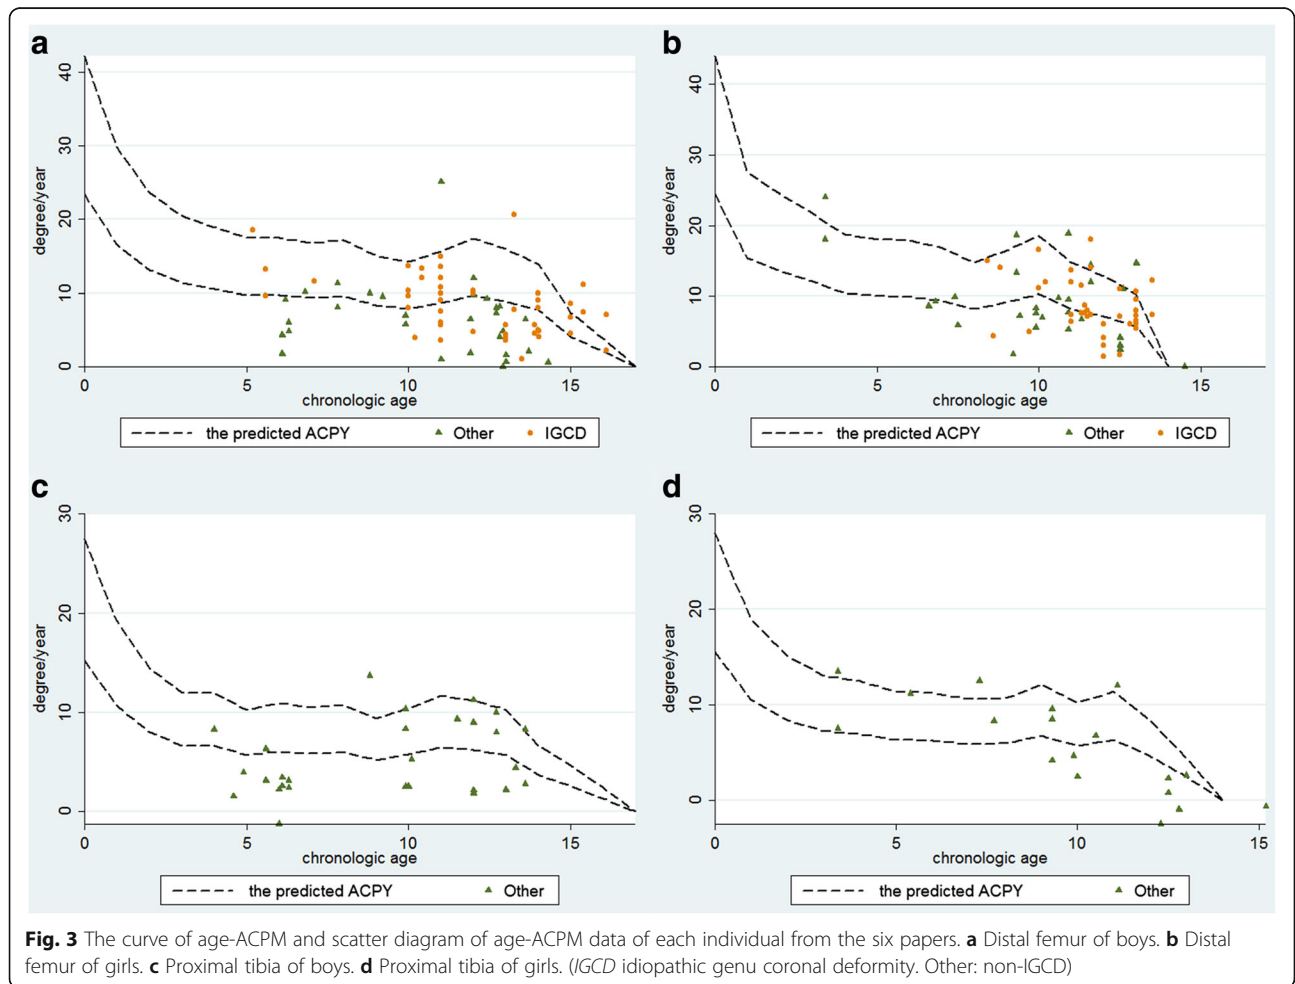 a
degree/year
40
30
20
10
0
0 5 10 15
chronologic age
the predicted ACPY Other IGCD
b
degree/year
40
30
20
10
0
0 5 10 15
chronologic age
the predicted ACPY Other IGCD
c
degree/year
30
20
10
0
0 5 10 15
chronologic age
the predicted ACPY Other
d
degree/year
30
20
10
0
0 5 10 15
chronologic age
the predicted ACPY Other
Fig. 3 The curve of age-ACPM and scatter diagram of age-ACPM data of each individual from the six papers. a Distal femur of boys. b Distal
femur of girls. c Proximal tibia of boys. d Proximal tibia of girls. (IGCD idiopathic genu coronal deformity. Other: non-IGCD)